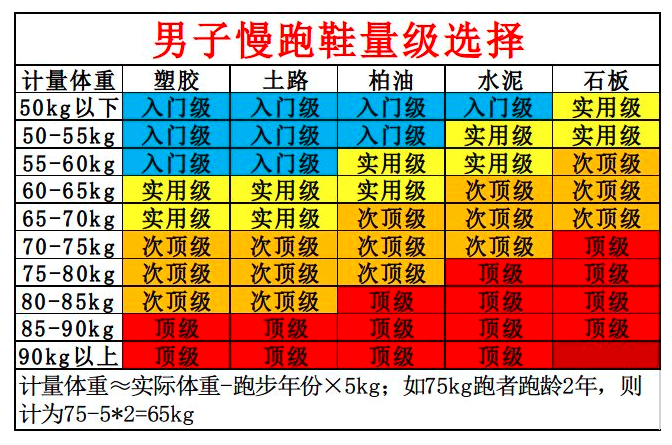 男子慢跑鞋量级选择
计量体重 塑胶 土路 柏油 水泥 石板
50kg以下 入门级 入门级 入门级 入门级 实用级
50-55kg 入门级 入门级 入门级 实用级 实用级
55-60kg 入门级 入门级 实用级 实用级 次顶级
60-65kg 实用级 实用级 实用级 次顶级 次顶级
65-70kg 实用级 实用级 次顶级 次顶级 次顶级
70-75kg 次顶级 次顶级 次顶级 次顶级 顶级
75-80kg 次顶级 次顶级 次顶级 顶级 顶级
80-85kg 次顶级 次顶级 顶级 顶级 顶级
85-90kg 顶级 顶级 顶级 顶级 顶级
90kg以上 顶级 顶级 顶级 顶级
计量体重≈实际体重-跑步年份×5kg；如75kg跑者跑龄2年，则
计为75-5*2=65kg